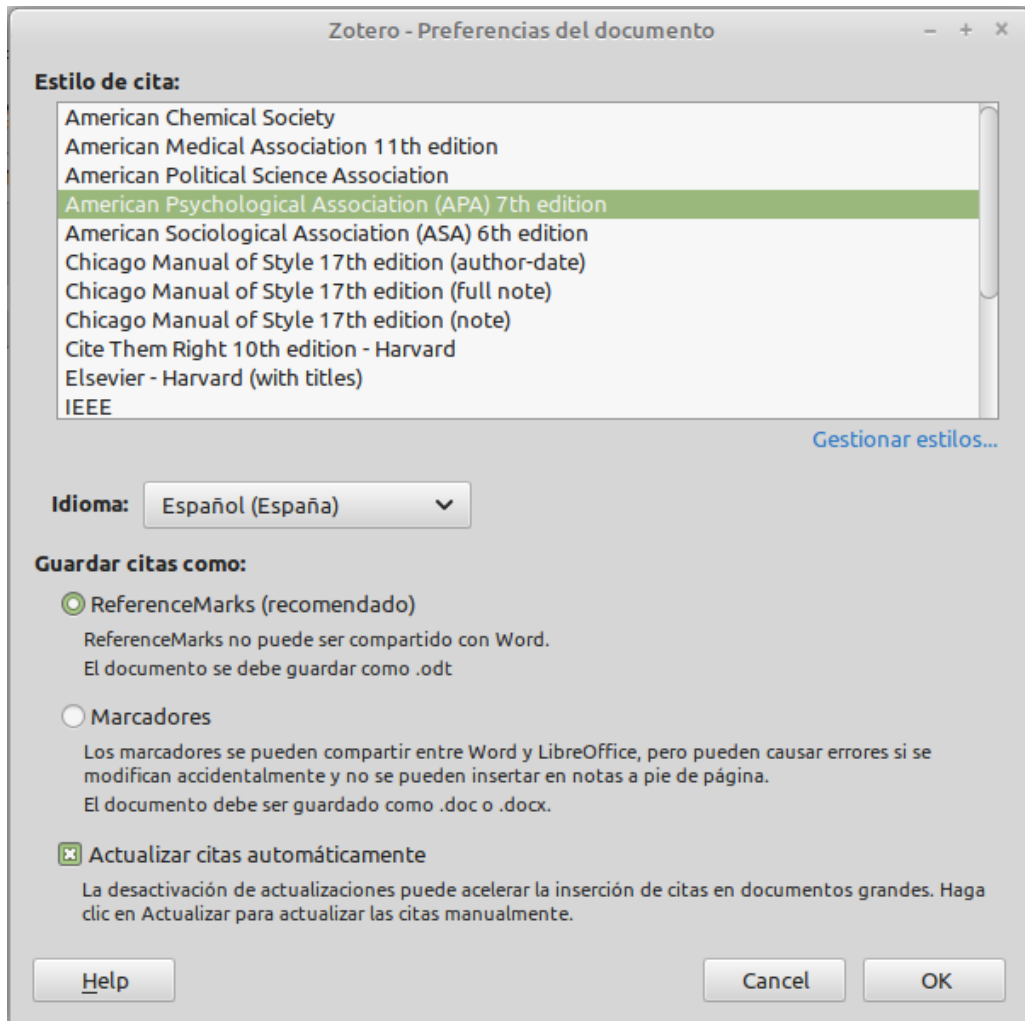 Zotero - Preferencias del documento
Estilo de cita:
American Chemical Society
American Medical Association 11th edition
American Political Science Association
American Psychological Association (APA) 7th edition
American Sociological Association (ASA) 6th edition
Chicago Manual of Style 17th edition (author-date)
Chicago Manual of Style 17th edition (full note)
Chicago Manual of Style 17th edition (note)
Cite Them Right 10th edition - Harvard
Elsevier - Harvard (with titles)
IEEE
Gestionar estilos...
Idioma: Español (España)
Guardar citas como:
ReferenceMarks (recomendado)
ReferenceMarks no puede ser compartido con Word.
El documento se debe guardar como .odt
Marcadores
Los marcadores se pueden compartir entre Word y LibreOffice, pero pueden causar errores si se
modifican accidentalmente y no se pueden insertar en notas a pie de página.
El documento debe ser guardado como .doc o .docx.
Actualizar citas automáticamente
La desactivación de actualizaciones puede acelerar la inserción de citas en documentos grandes. Haga
clic en Actualizar para actualizar las citas manualmente.
Help Cancel OK